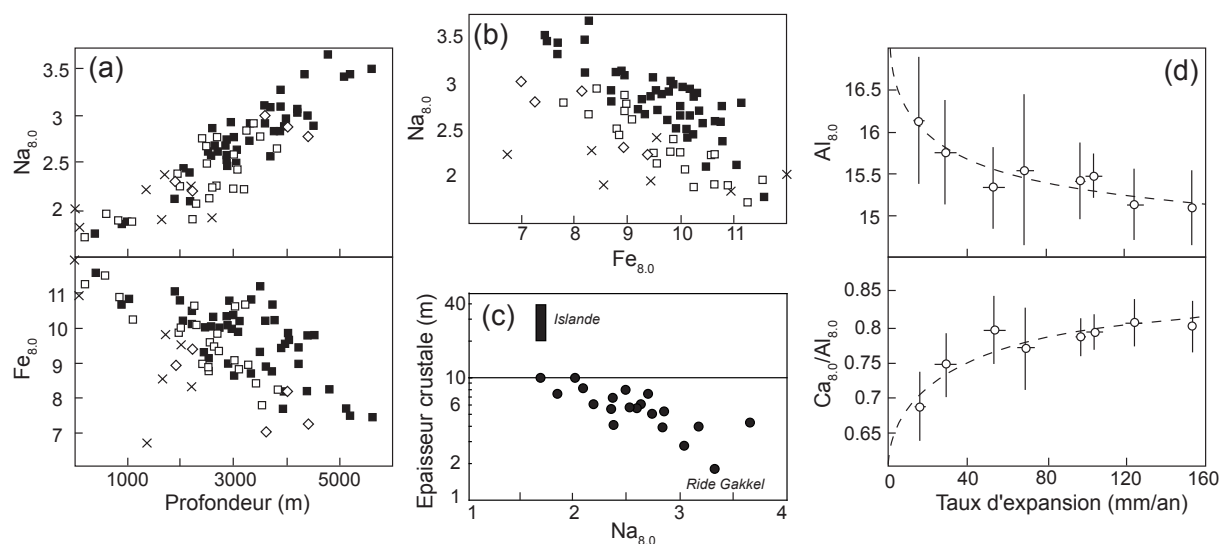 (a)
Na8.0
3.5
3
2.5
2
Fe8.0
11
10
9
8
7
1000
3000
5000
Profondeur (m)
(b)
Na8.0
3.5
3
2.5
2
7
8
9
10
11
Fe8.0
(c)
Epaisseur crustale (m)
40
10
6
4
2
1
Islande
Ride Gakkel
1
2
3
4
Na8.0
(d)
Al8.0
16.5
16
15.5
15
Ca8.0/Al8.0
0.85
0.8
0.75
0.7
0.65
0
40
80
120
160
Taux d'expansion (mm/an)